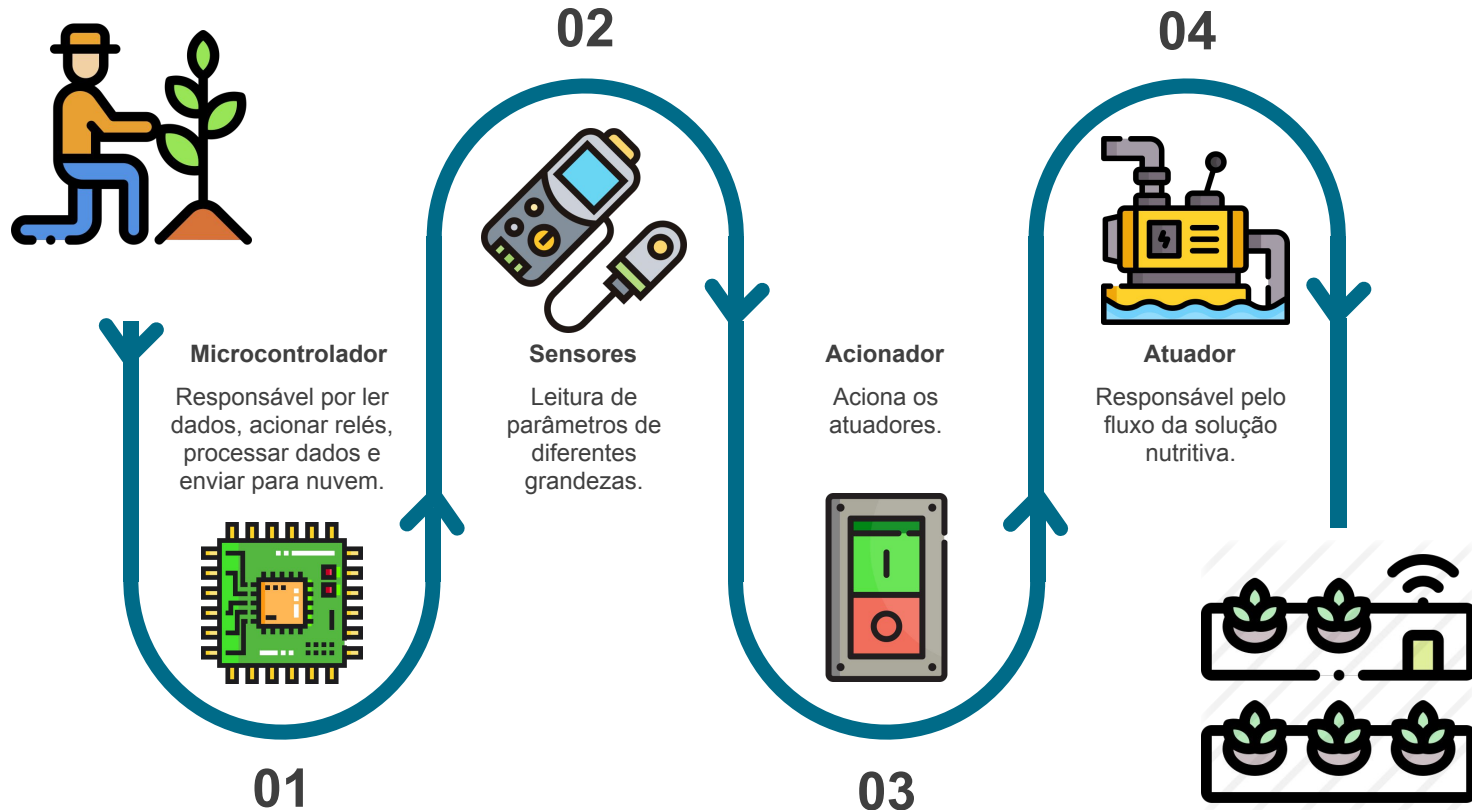 02
04
Microcontrolador
Responsável por ler
dados, acionar relés,
processar dados e
enviar para nuvem.
Sensores
Leitura de
parâmetros de
diferentes
grandezas.
Acionador
Aciona os
atuadores.
Atuador
Responsável pelo
fluxo da solução
nutritiva.
01
03